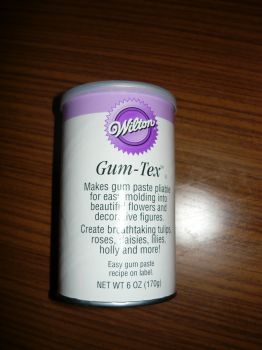 Wilton
Gum-Tex™
Makes gum paste pliable
for easy molding into
beautiful flowers and
decorative figures.
Create breathtaking tulips,
roses, daisies, lilies,
holly and more!
Easy gum paste
recipe on label.
NET WT 6 OZ (170g)